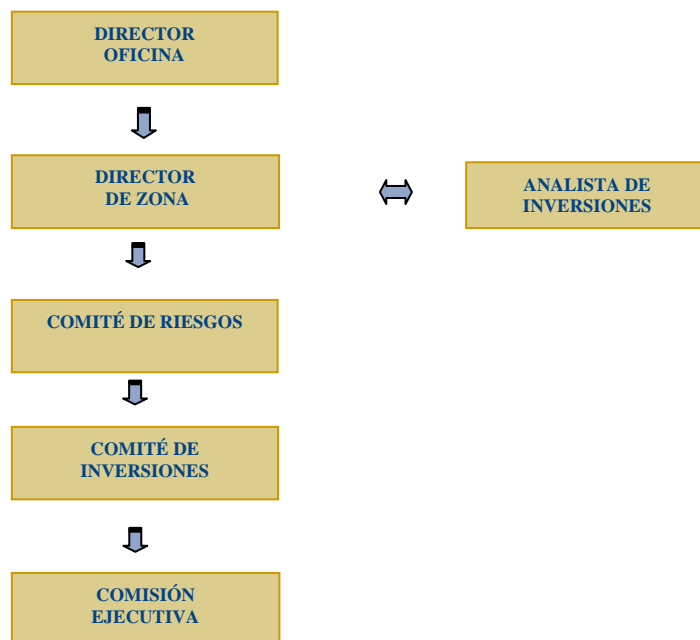 DIRECTOR
OFICINA
DIRECTOR
DE ZONA
ANALISTA DE
INVERSIONES
COMITÉ DE RIESGOS
COMITÉ DE
INVERSIONES
COMISIÓN
EJECUTIVA